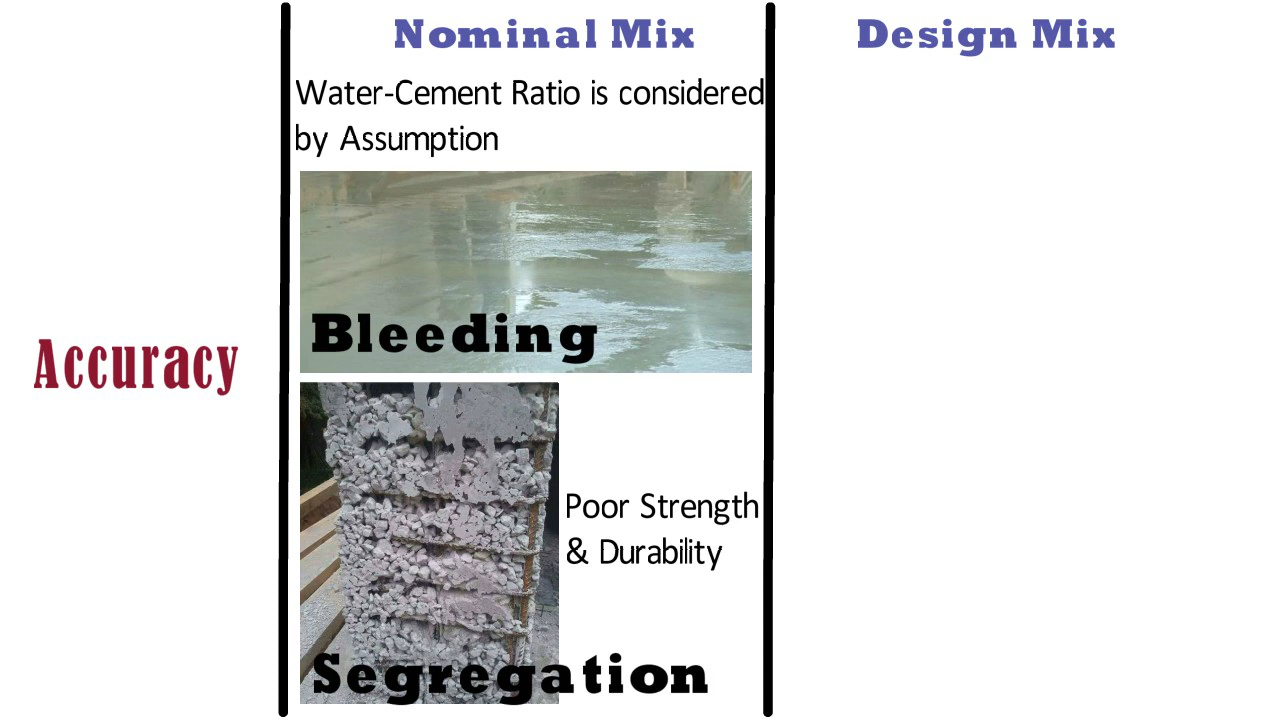 Nominal Mix
Design Mix
Water-Cement Ratio is considered
by Assumption
Bleeding
Accuracy
Poor Strength
& Durability
Segregation